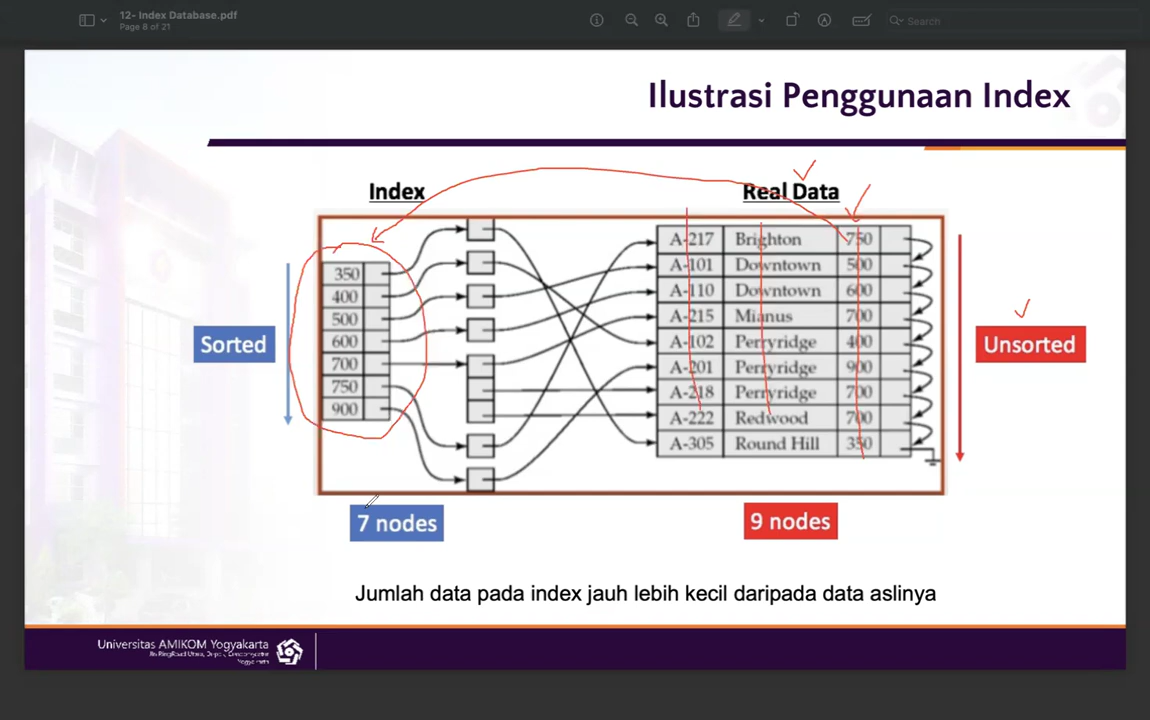 12- Index Database.pdf
Page 8 of 21
Search
Ilustrasi Penggunaan Index
Index
Real Data
350
400
500
600
700
750
900
A-217 Brighton 750
A-101 Downtown 500
A-110 Downtown 600
A-215 Mianus 700
A-102 Perryridge 400
A-201 Perryridge 900
A-218 Perryridge 700
A-222 Redwood 700
A-305 Round Hill 350
Sorted
Unsorted
7 nodes
9 nodes
Jumlah data pada index jauh lebih kecil daripada data aslinya
Universitas AMIKOM Yogyakarta